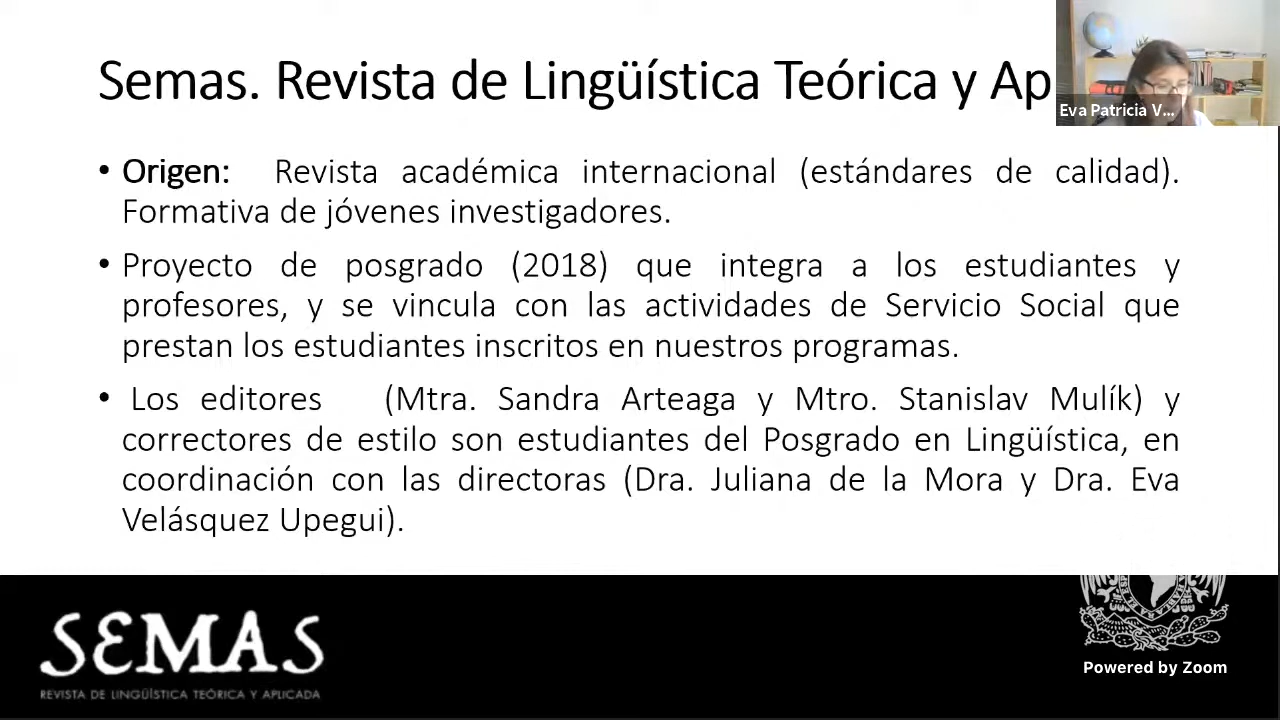 Semas. Revista de Lingüística Teórica y Ap
Eva Patricia V...
• Origen: Revista académica internacional (estándares de calidad).
Formativa de jóvenes investigadores.
• Proyecto de posgrado (2018) que integra a los estudiantes y
profesores, y se vincula con las actividades de Servicio Social que
prestan los estudiantes inscritos en nuestros programas.
• Los editores (Mtra. Sandra Arteaga y Mtro. Stanislav Mulík) y
correctores de estilo son estudiantes del Posgrado en Lingüística, en
coordinación con las directoras (Dra. Juliana de la Mora y Dra. Eva
Velásquez Upegui).
SEMAS
REVISTA DE LINGÜÍSTICA TEÓRICA Y APLICADA
Powered by Zoom